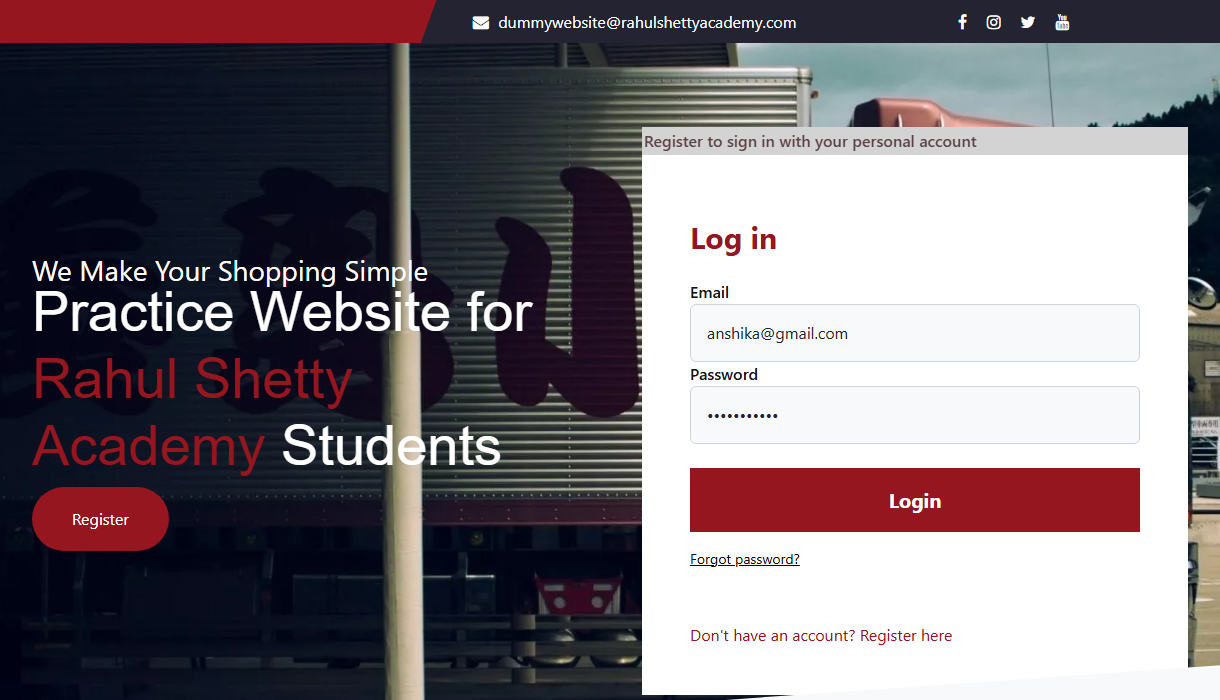 dummywebsite@rahulshettyacademy.com
Register to sign in with your personal account
We Make Your Shopping Simple
Practice Website for
Rahul Shetty
Academy Students
Register
Log in
Email
anshika@gmail.com
Password
•••••••••••
Login
Forgot password?
Don't have an account? Register here